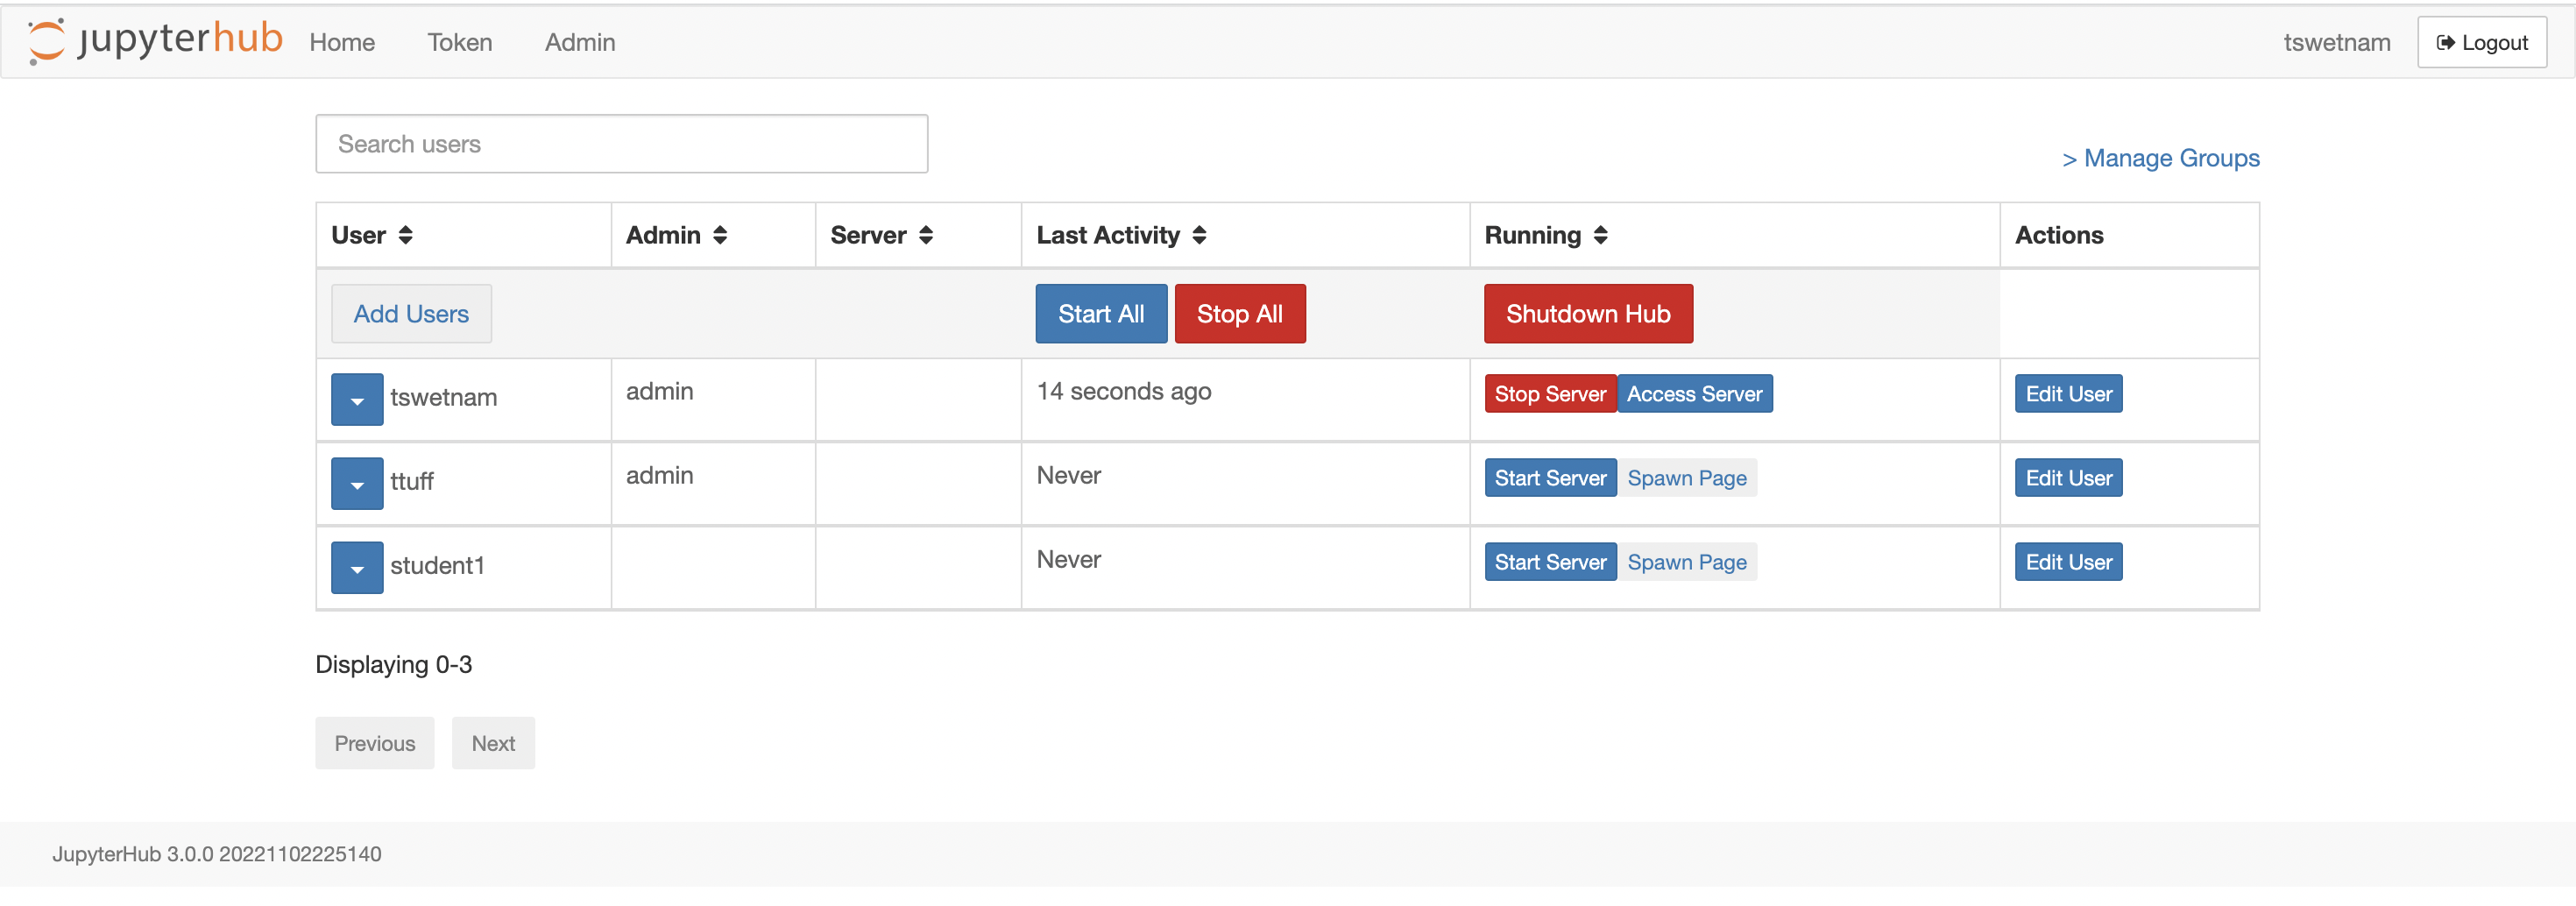 jupyterhub Home Token Admin tswetnam Logout
Search users
> Manage Groups
User Admin Server Last Activity Running Actions
Add Users Start All Stop All Shutdown Hub
tswetnam admin 14 seconds ago Stop Server Access Server Edit User
ttuff admin Never Start Server Spawn Page Edit User
student1 Never Start Server Spawn Page Edit User
Displaying 0-3
Previous Next
JupyterHub 3.0.0 20221102225140